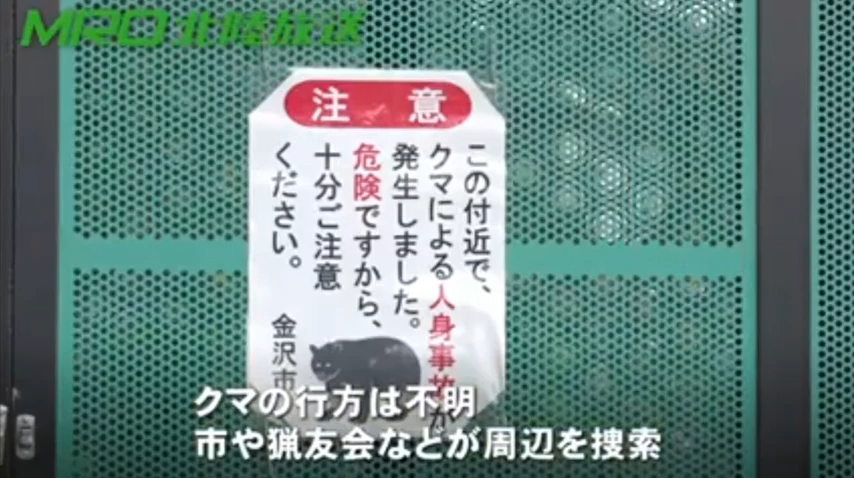 MRO北陸放送
注意
この付近で、
クマによる人身事故が
発生しました。
危険ですから、
十分ご注意
ください。
金沢市
クマの行方は不明
市や猟友会などが周辺を捜索